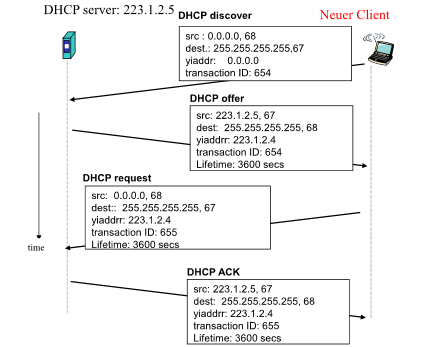 DHCP server: 223.1.2.5
DHCP discover
Neuer Client
src : 0.0.0.0, 68
dest.: 255.255.255.255,67
yiaddr: 0.0.0.0
transaction ID: 654
DHCP offer
src: 223.1.2.5, 67
dest: 255.255.255.255, 68
yiaddrr: 223.1.2.4
transaction ID: 654
Lifetime: 3600 secs
DHCP request
src: 0.0.0.0, 68
dest:: 255.255.255.255, 67
yiaddrr: 223.1.2.4
transaction ID: 655
Lifetime: 3600 secs
time
DHCP ACK
src: 223.1.2.5, 67
dest: 255.255.255.255, 68
yiaddrr: 223.1.2.4
transaction ID: 655
Lifetime: 3600 secs